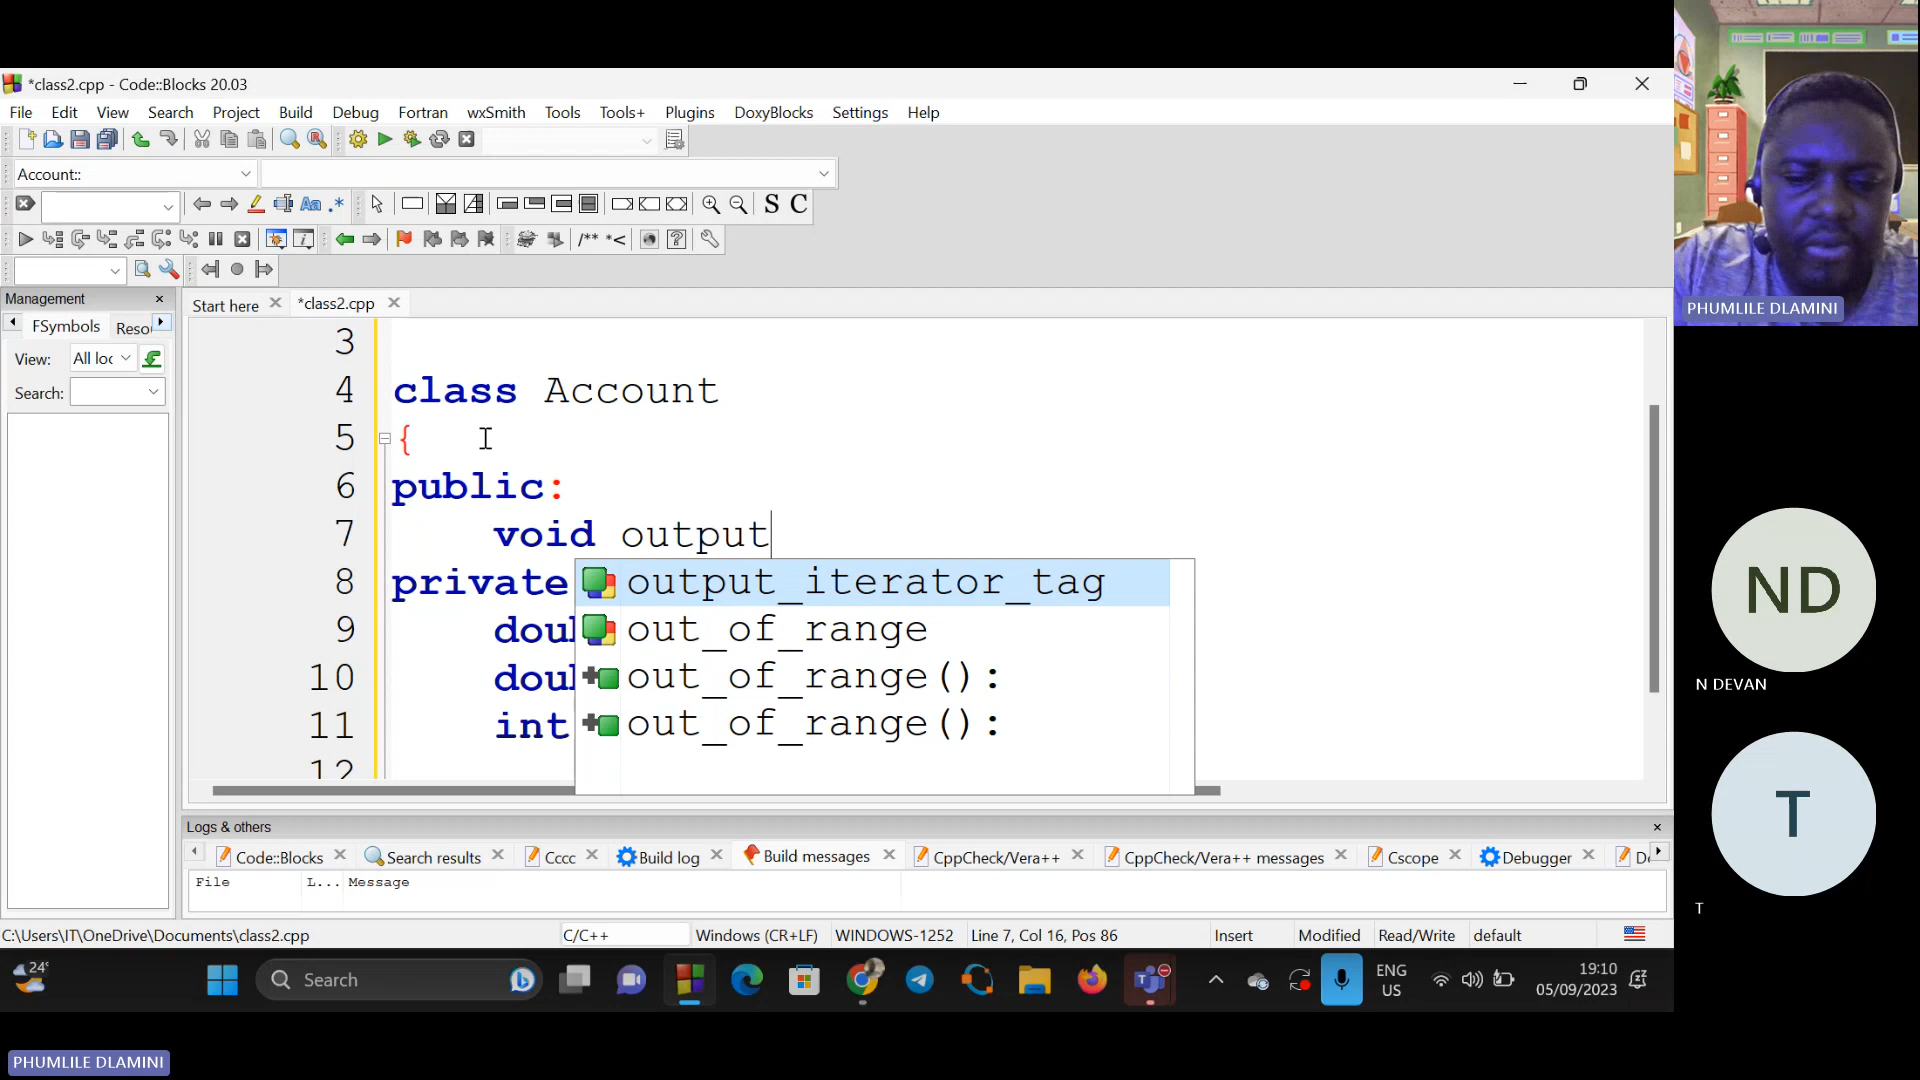 *class2.cpp - Code::Blocks 20.03
File Edit View Search Project Build Debug Fortran wxSmith Tools Tools+ Plugins DoxyBlocks Settings Help
Account::
Aa .* S C
/** *<
Management
Start here *class2.cpp
FSymbols Reso
View: All loc
Search:
3
4 class Account
5 {
6 public:
7 void output
8 private output_iterator_tag
9 doub out_of_range
10 doub out_of_range():
11 int out_of_range():
12
Logs & others
Code::Blocks Search results Cccc Build log Build messages CppCheck/Vera++ CppCheck/Vera++ messages Cscope Debugger
File L... Message
C:\Users\IT\OneDrive\Documents\class2.cpp C/C++ Windows (CR+LF) WINDOWS-1252 Line 7, Col 16, Pos 86 Insert Modified Read/Write default
24°
Search
ENG
US
19:10
05/09/2023
PHUMLILE DLAMINI
ND
N DEVAN
T
T
PHUMLILE DLAMINI